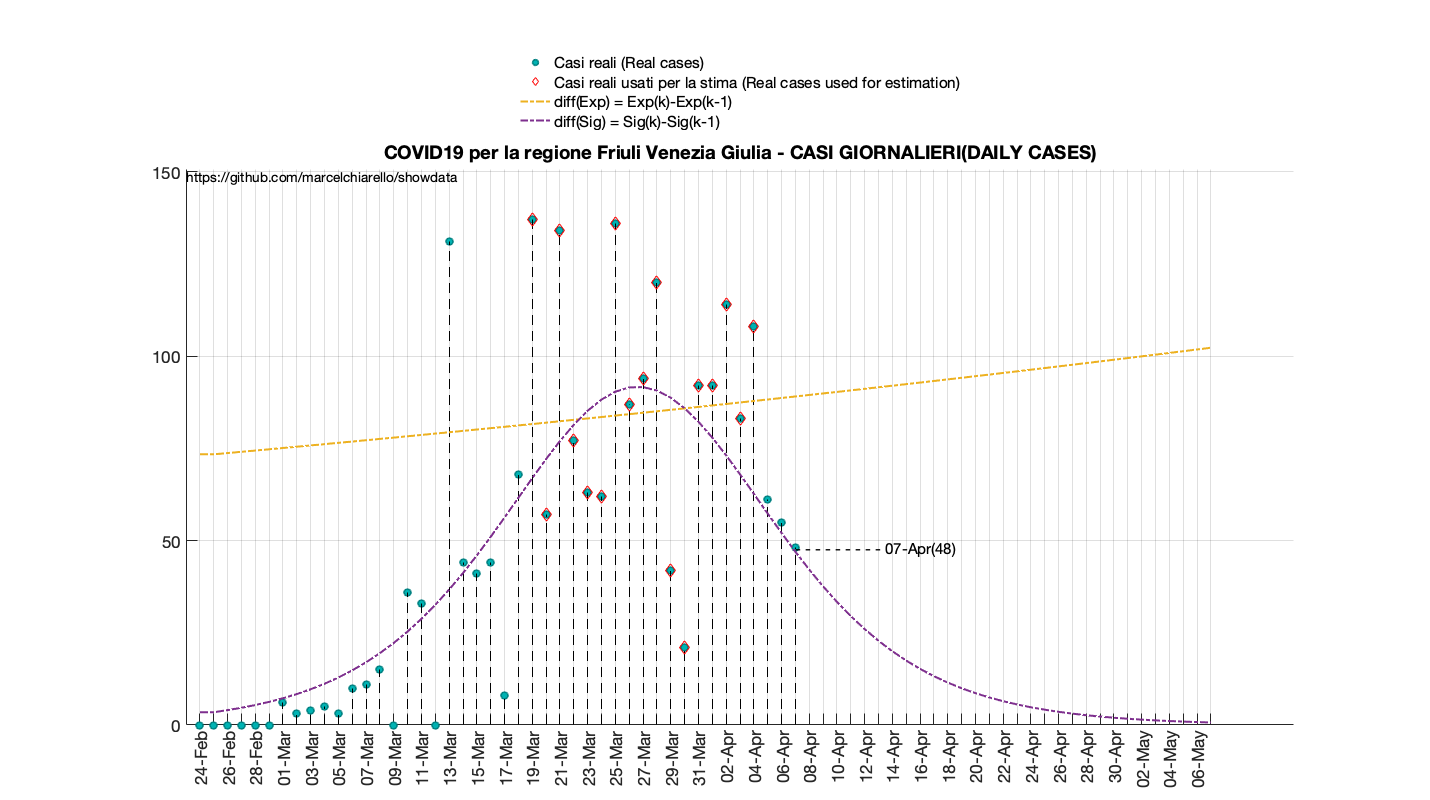 Casi reali (Real cases)
Casi reali usati per la stima (Real cases used for estimation)
diff(Exp) = Exp(k)-Exp(k-1)
diff(Sig) = Sig(k)-Sig(k-1)
COVID19 per la regione Friuli Venezia Giulia - CASI GIORNALIERI(DAILY CASES)
150
https://github.com/marcelchiarello/showdata
100
50
07-Apr(48)
0
24-Feb
26-Feb
28-Feb
01-Mar
03-Mar
05-Mar
07-Mar
09-Mar
11-Mar
13-Mar
15-Mar
17-Mar
19-Mar
21-Mar
23-Mar
25-Mar
27-Mar
29-Mar
31-Mar
02-Apr
04-Apr
06-Apr
08-Apr
10-Apr
12-Apr
14-Apr
16-Apr
18-Apr
20-Apr
22-Apr
24-Apr
26-Apr
28-Apr
30-Apr
02-May
04-May
06-May